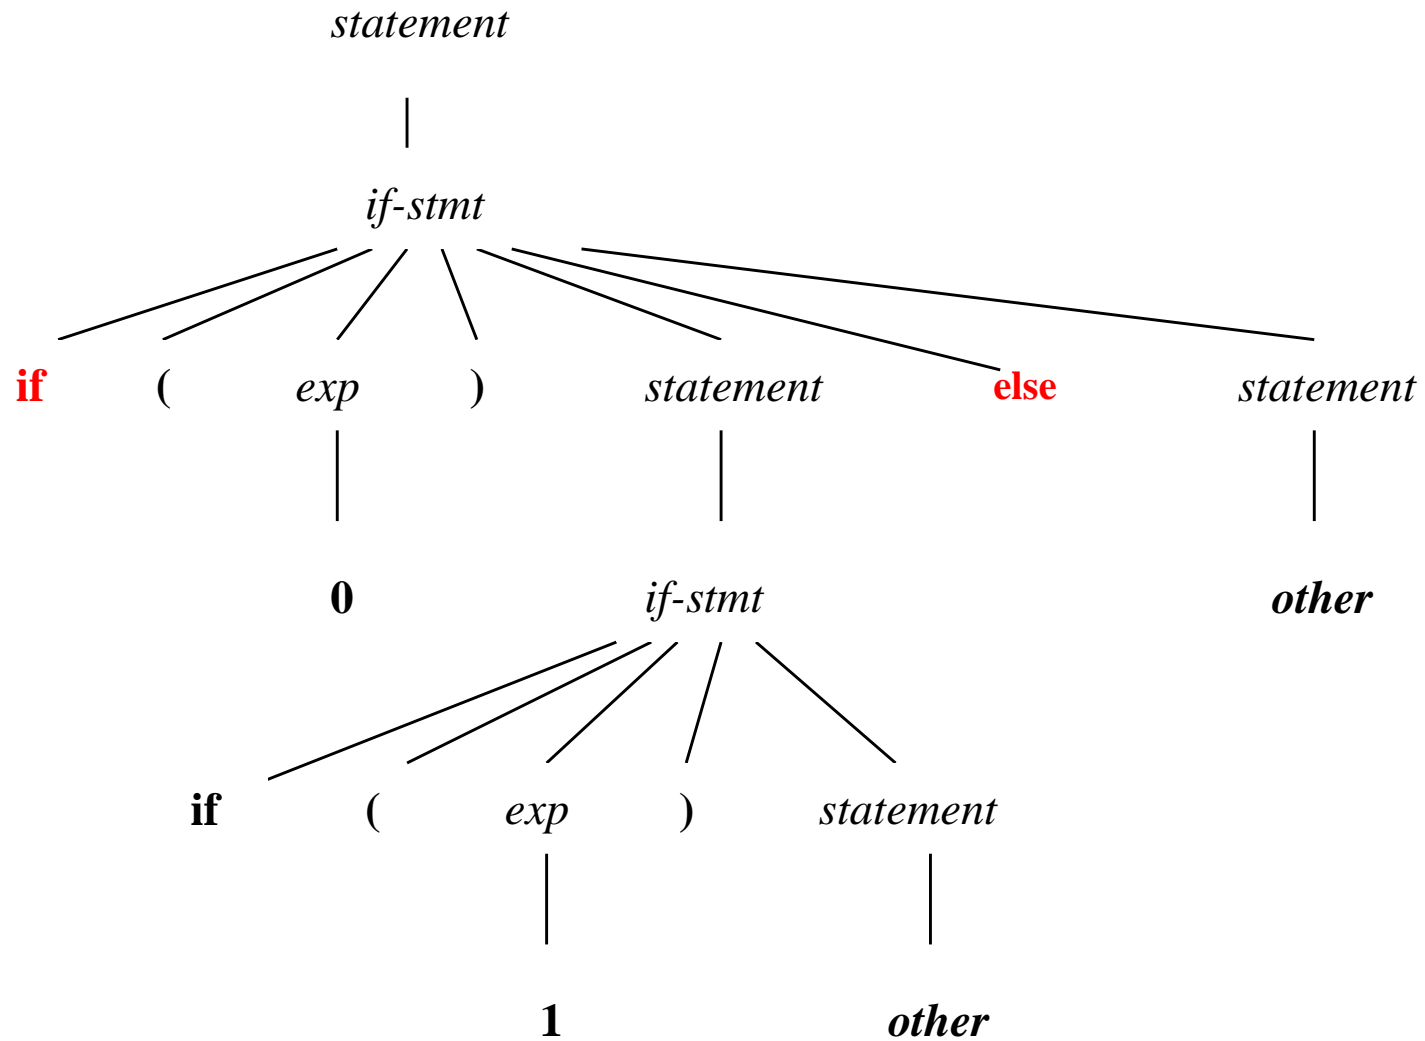 statement
if-stmt
if ( exp ) statement else statement
0 if-stmt other
if ( exp ) statement
1 other